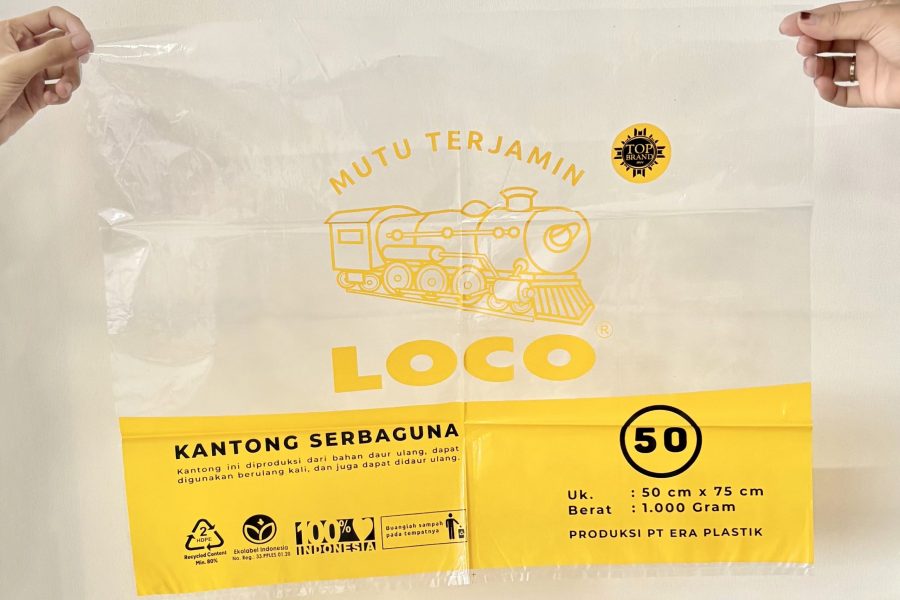 MUTU TERJAMIN
TOP
BRAND
LOCO
®
KANTONG SERBAGUNA
Kantong ini diproduksi dari bahan daur ulang, dapat
digunakan berulang kali, dan juga dapat didaur ulang.
50
Uk. : 50 cm x 75 cm
Berat : 1.000 Gram
PRODUKSI PT ERA PLASTIK
2
HDPE
Recycled Content
Min. 80%
Ekolabel Indonesia
100%
INDONESIA
Buanglah sampah
pada tempatnya